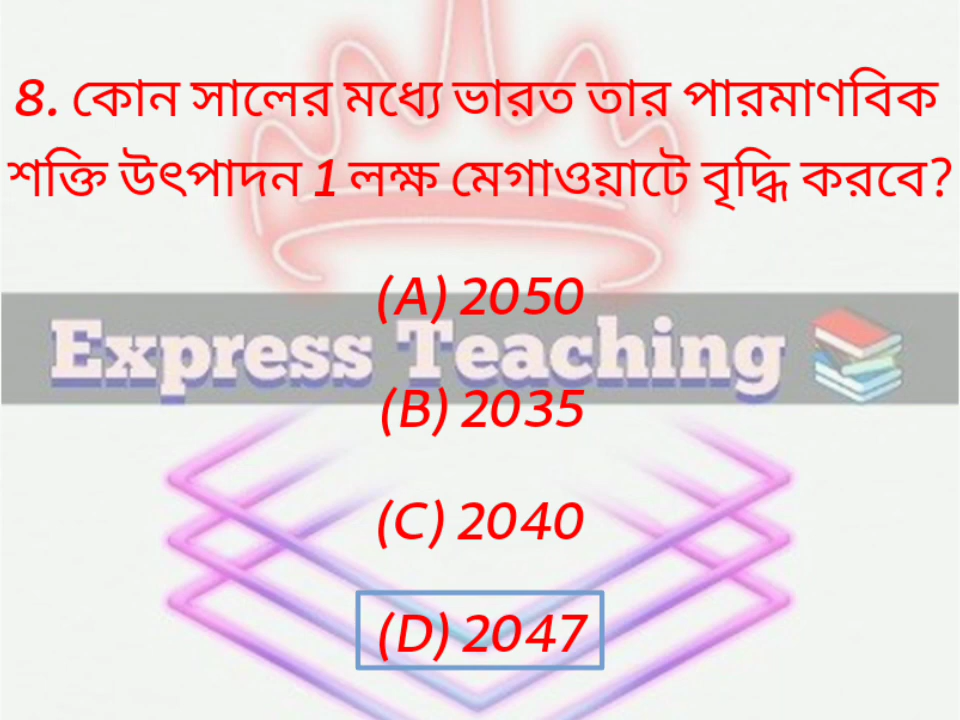 8. কোন সালের মধ্যে ভারত তার পারমাণবিক
শক্তি উৎপাদন 1 লক্ষ মেগাওয়াটে বৃদ্ধি করবে?
(A) 2050
Express Teaching
(B) 2035
(C) 2040
(D) 2047